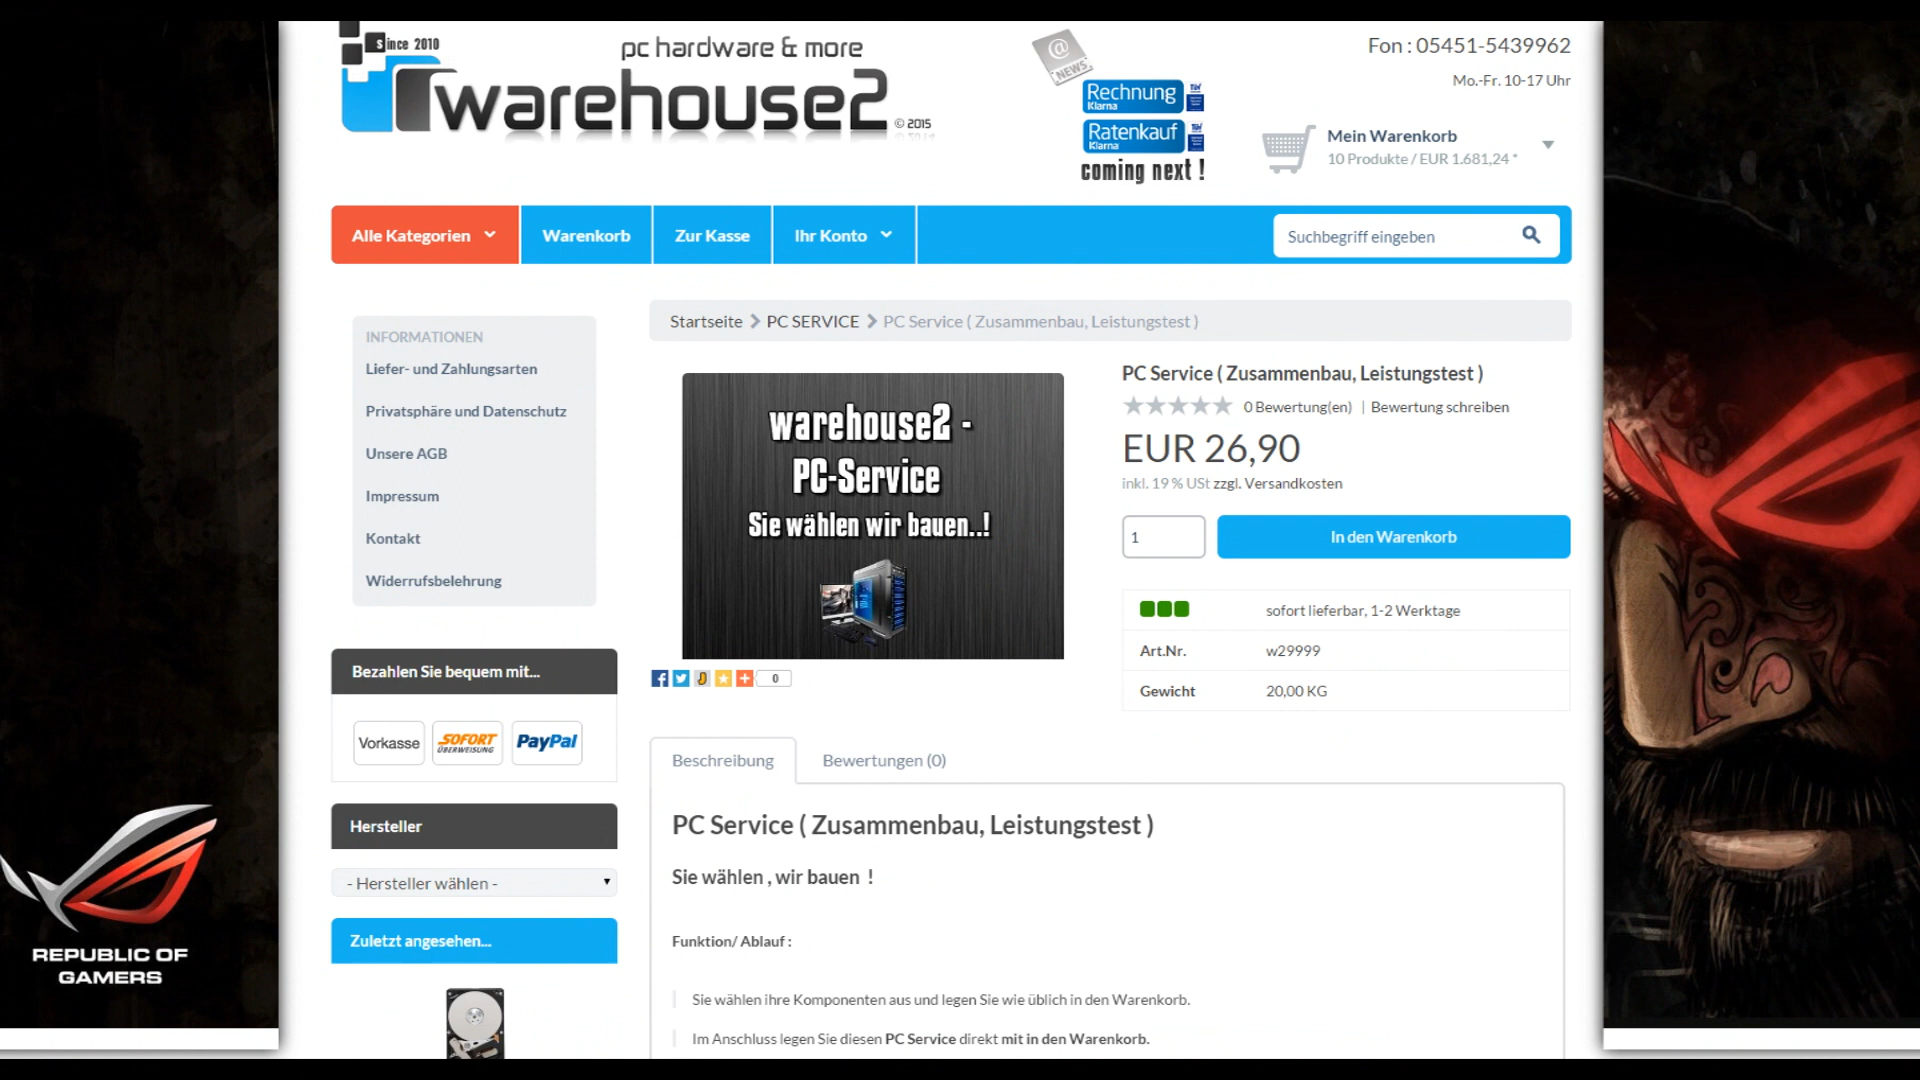 since 2010
pc hardware & more
warehouse2
© 2015
NEWS
Rechnung
Klarna
Ratenkauf
Klarna
coming next !
Fon : 05451-5439962
Mo.-Fr. 10-17 Uhr
Mein Warenkorb
10 Produkte / EUR 1.681,24 *
Alle Kategorien
Warenkorb
Zur Kasse
Ihr Konto
Suchbegriff eingeben
INFORMATIONEN
Liefer- und Zahlungsarten
Privatsphäre und Datenschutz
Unsere AGB
Impressum
Kontakt
Widerrufsbelehrung
Bezahlen Sie bequem mit...
Vorkasse
SOFORT
ÜBERWEISUNG
PayPal
Hersteller
- Hersteller wählen -
Zuletzt angesehen...
Startseite > PC SERVICE > PC Service ( Zusammenbau, Leistungstest )
warehouse2 -
PC-Service
Sie wählen wir bauen..!
0
PC Service ( Zusammenbau, Leistungstest )
0 Bewertung(en) | Bewertung schreiben
EUR 26,90
inkl. 19 % USt zzgl. Versandkosten
1
In den Warenkorb
sofort lieferbar, 1-2 Werktage
Art.Nr. w29999
Gewicht 20,00 KG
Beschreibung
Bewertungen (0)
PC Service ( Zusammenbau, Leistungstest )
Sie wählen , wir bauen !
Funktion/ Ablauf :
Sie wählen ihre Komponenten aus und legen Sie wie üblich in den Warenkorb.
Im Anschluss legen Sie diesen PC Service direkt mit in den Warenkorb.
REPUBLIC OF
GAMERS